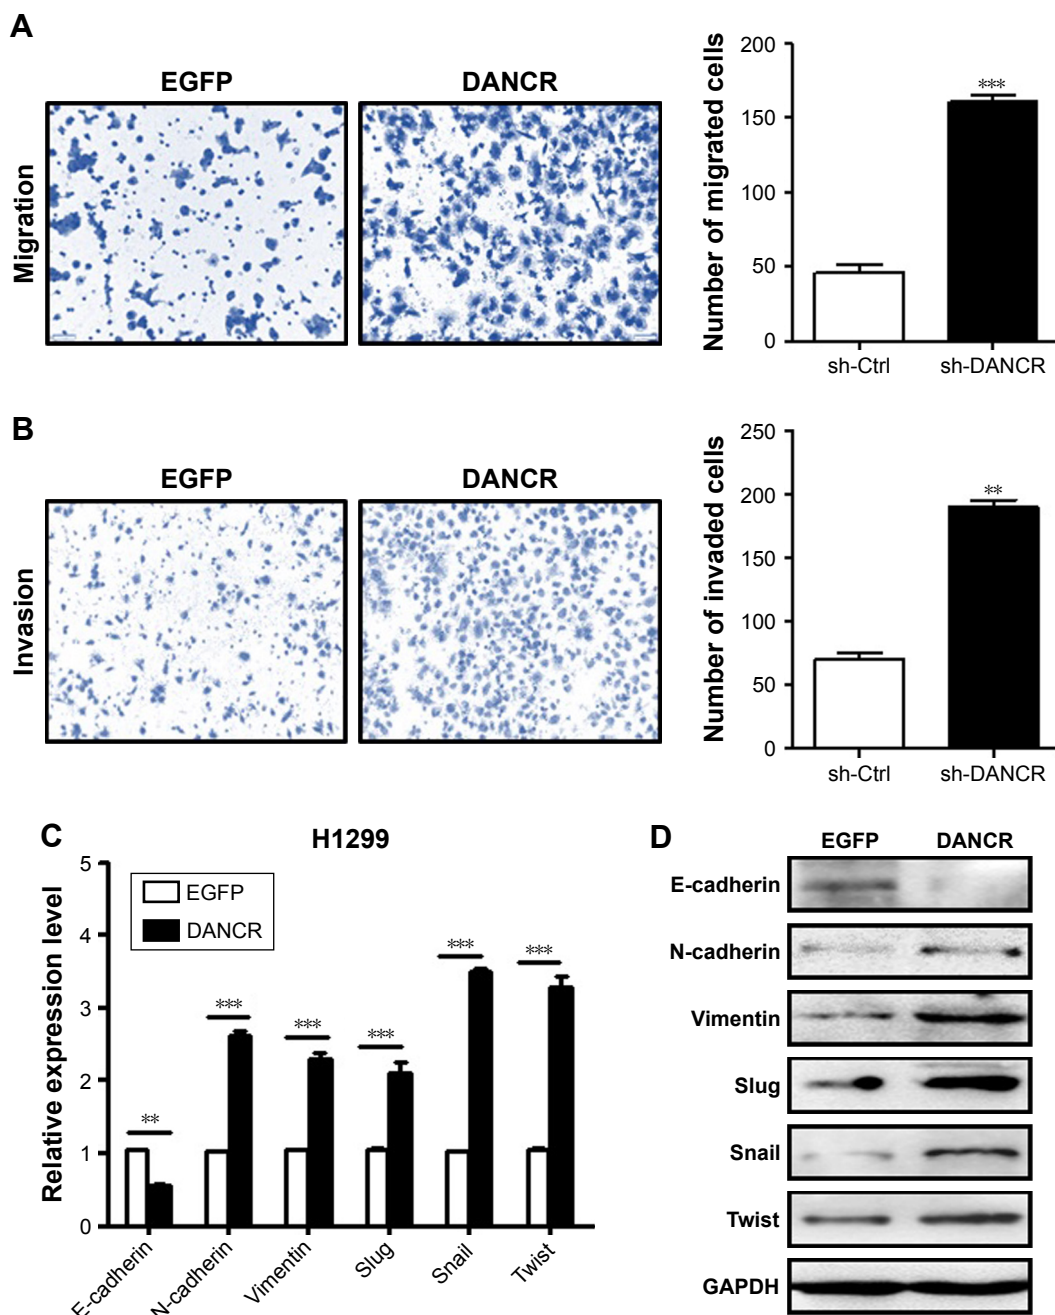 A
EGFP
DANCR
Migration
Number of migrated cells
200
150
100
50
0
***
sh-Ctrl
sh-DANCR
B
EGFP
DANCR
Invasion
Number of invaded cells
250
200
150
100
50
0
**
sh-Ctrl
sh-DANCR
C
H1299
Relative expression level
5
4
3
2
1
0
EGFP
DANCR
**
***
***
***
***
***
E-cadherin
N-cadherin
Vimentin
Slug
Snail
Twist
D
EGFP
DANCR
E-cadherin
N-cadherin
Vimentin
Slug
Snail
Twist
GAPDH